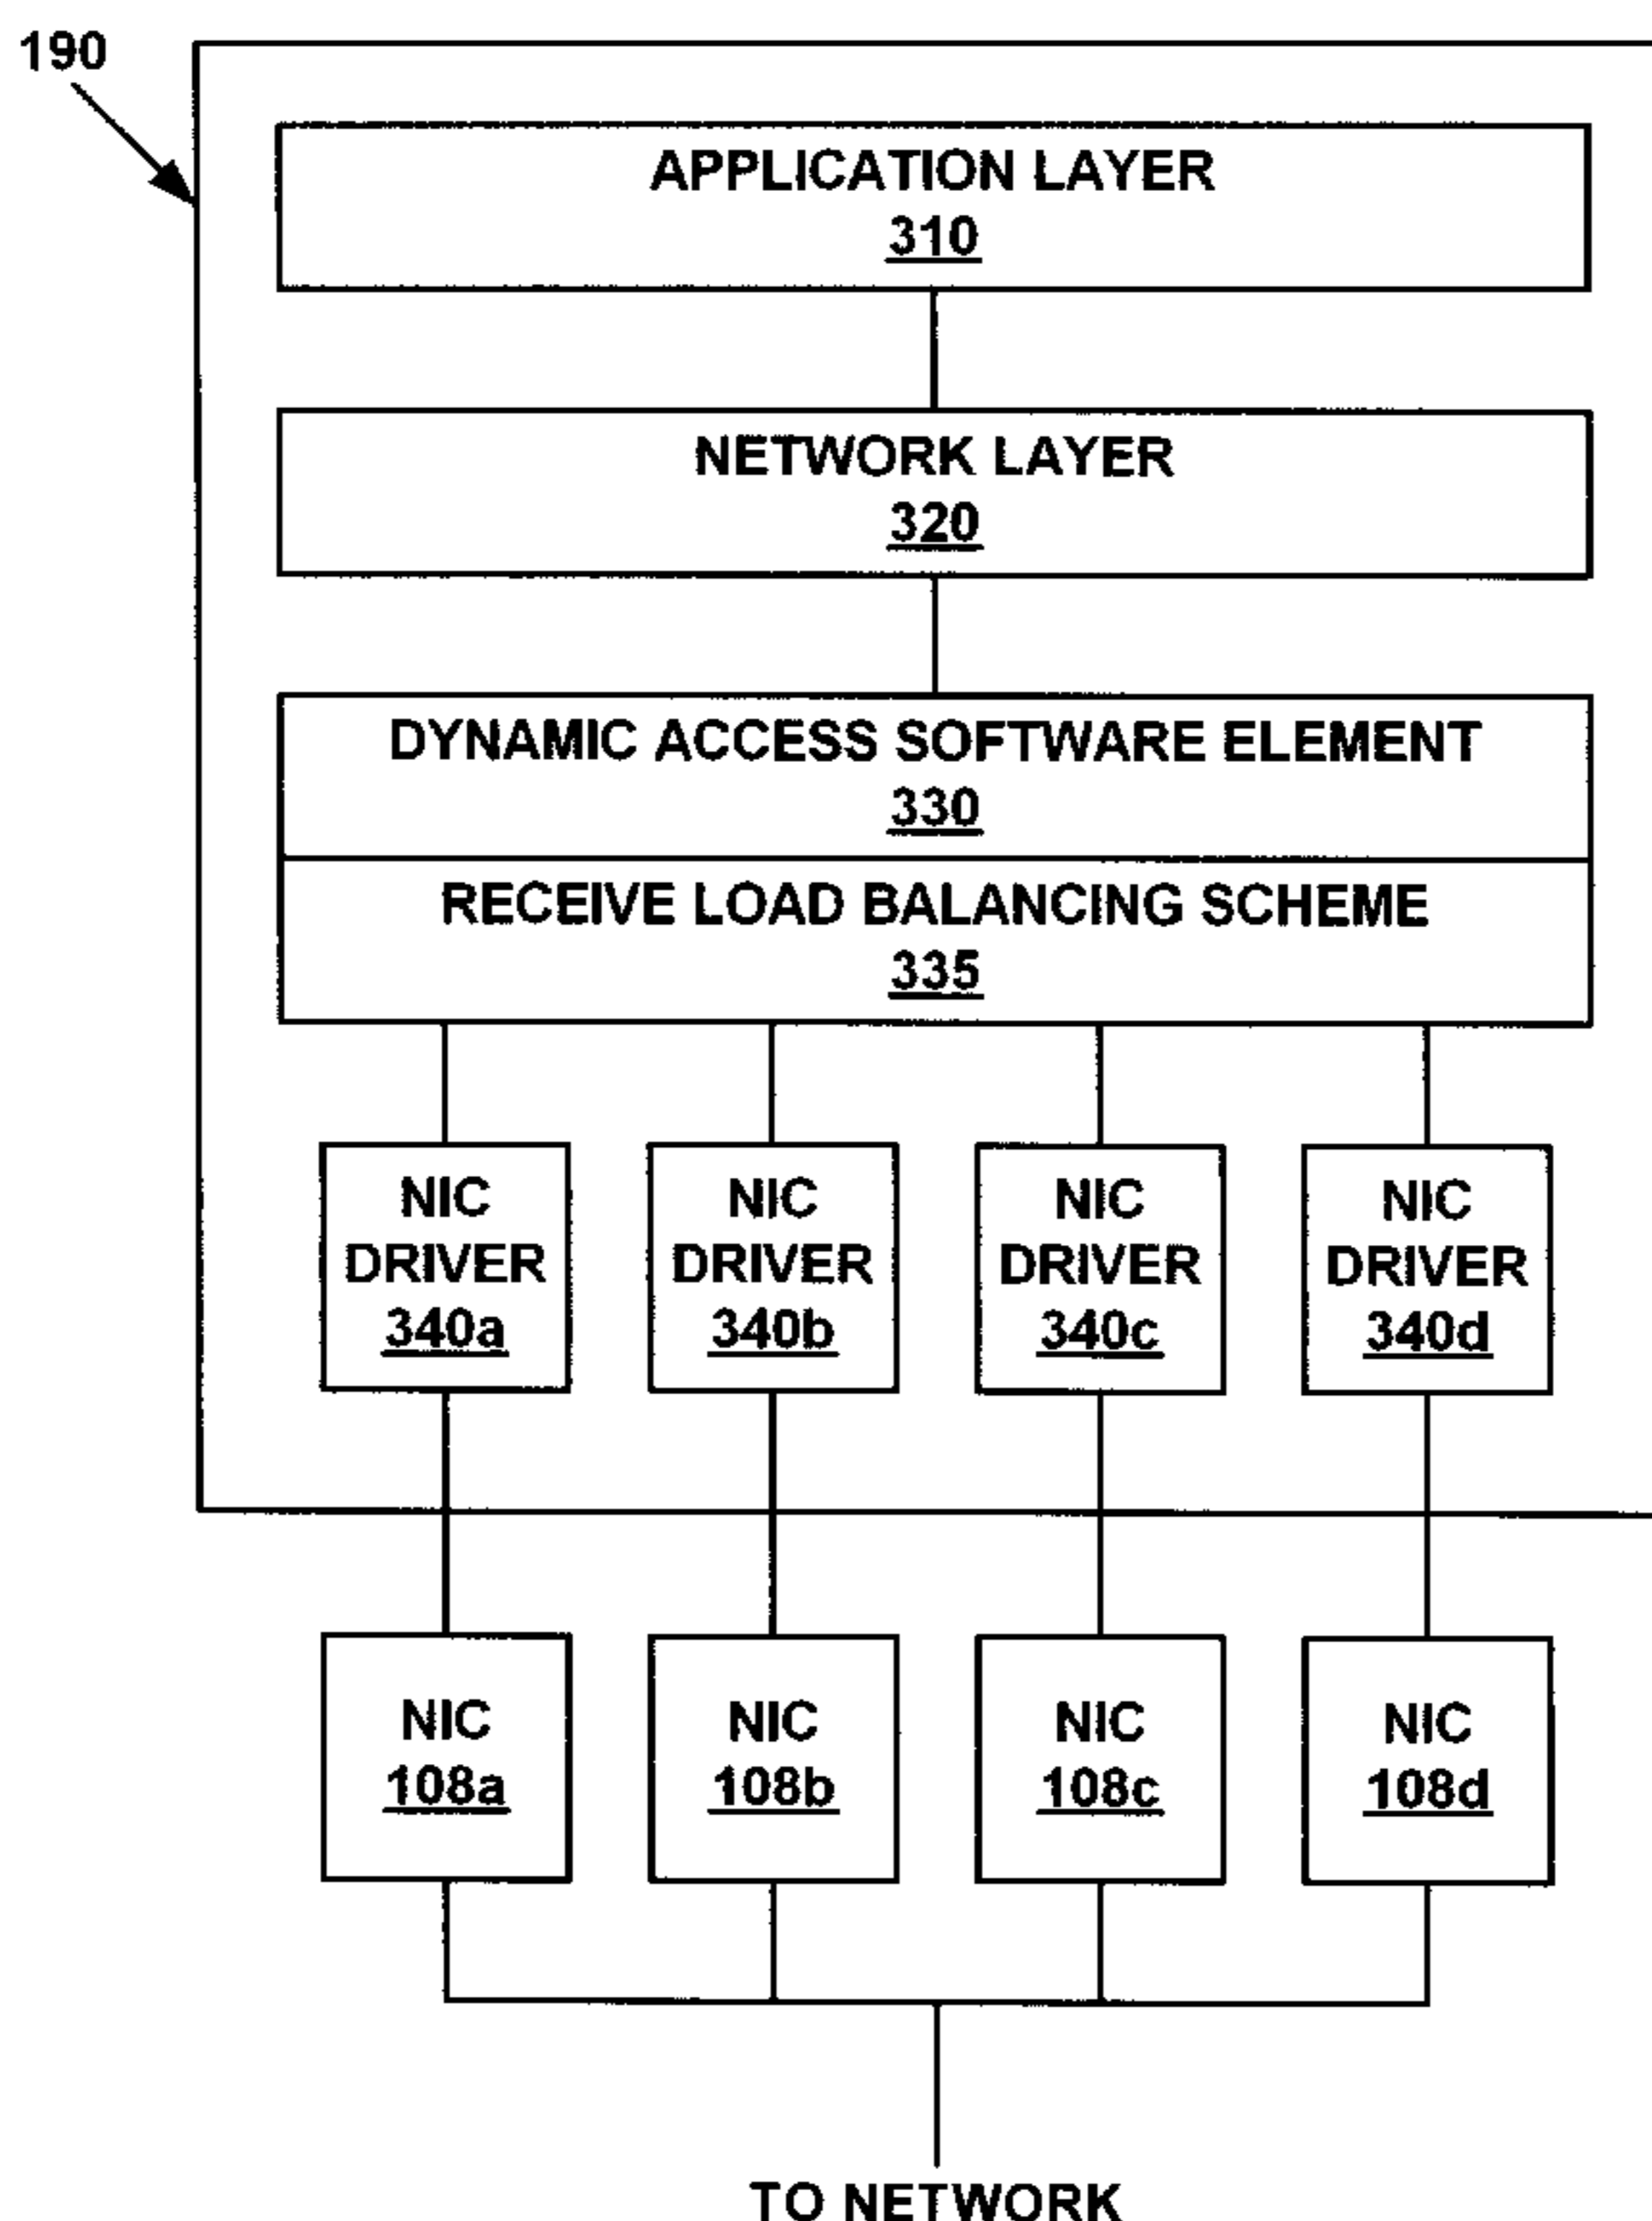 190
APPLICATION LAYER
310
NETWORK LAYER
320
DYNAMIC ACCESS SOFTWARE ELEMENT
330
RECEIVE LOAD BALANCING SCHEME
335
NIC DRIVER 340a
NIC DRIVER 340b
NIC DRIVER 340c
NIC DRIVER 340d
NIC 108a
NIC 108b
NIC 108c
NIC 108d
TO NETWORK